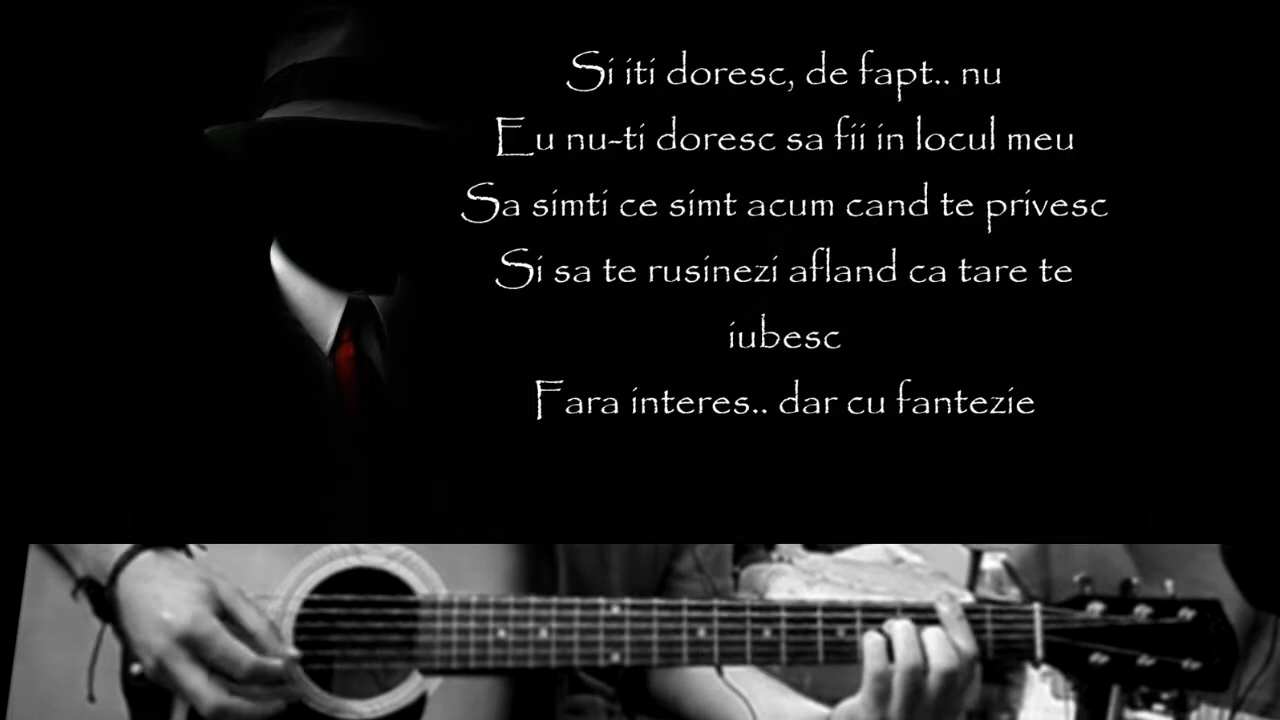 Si iti doresc, de fapt.. nu
Eu nu-ti doresc sa fii in locul meu
Sa simti ce simt acum cand te privesc
Si sa te rusinezi afland ca tare te
iubesc
Fara interes.. dar cu fantezie